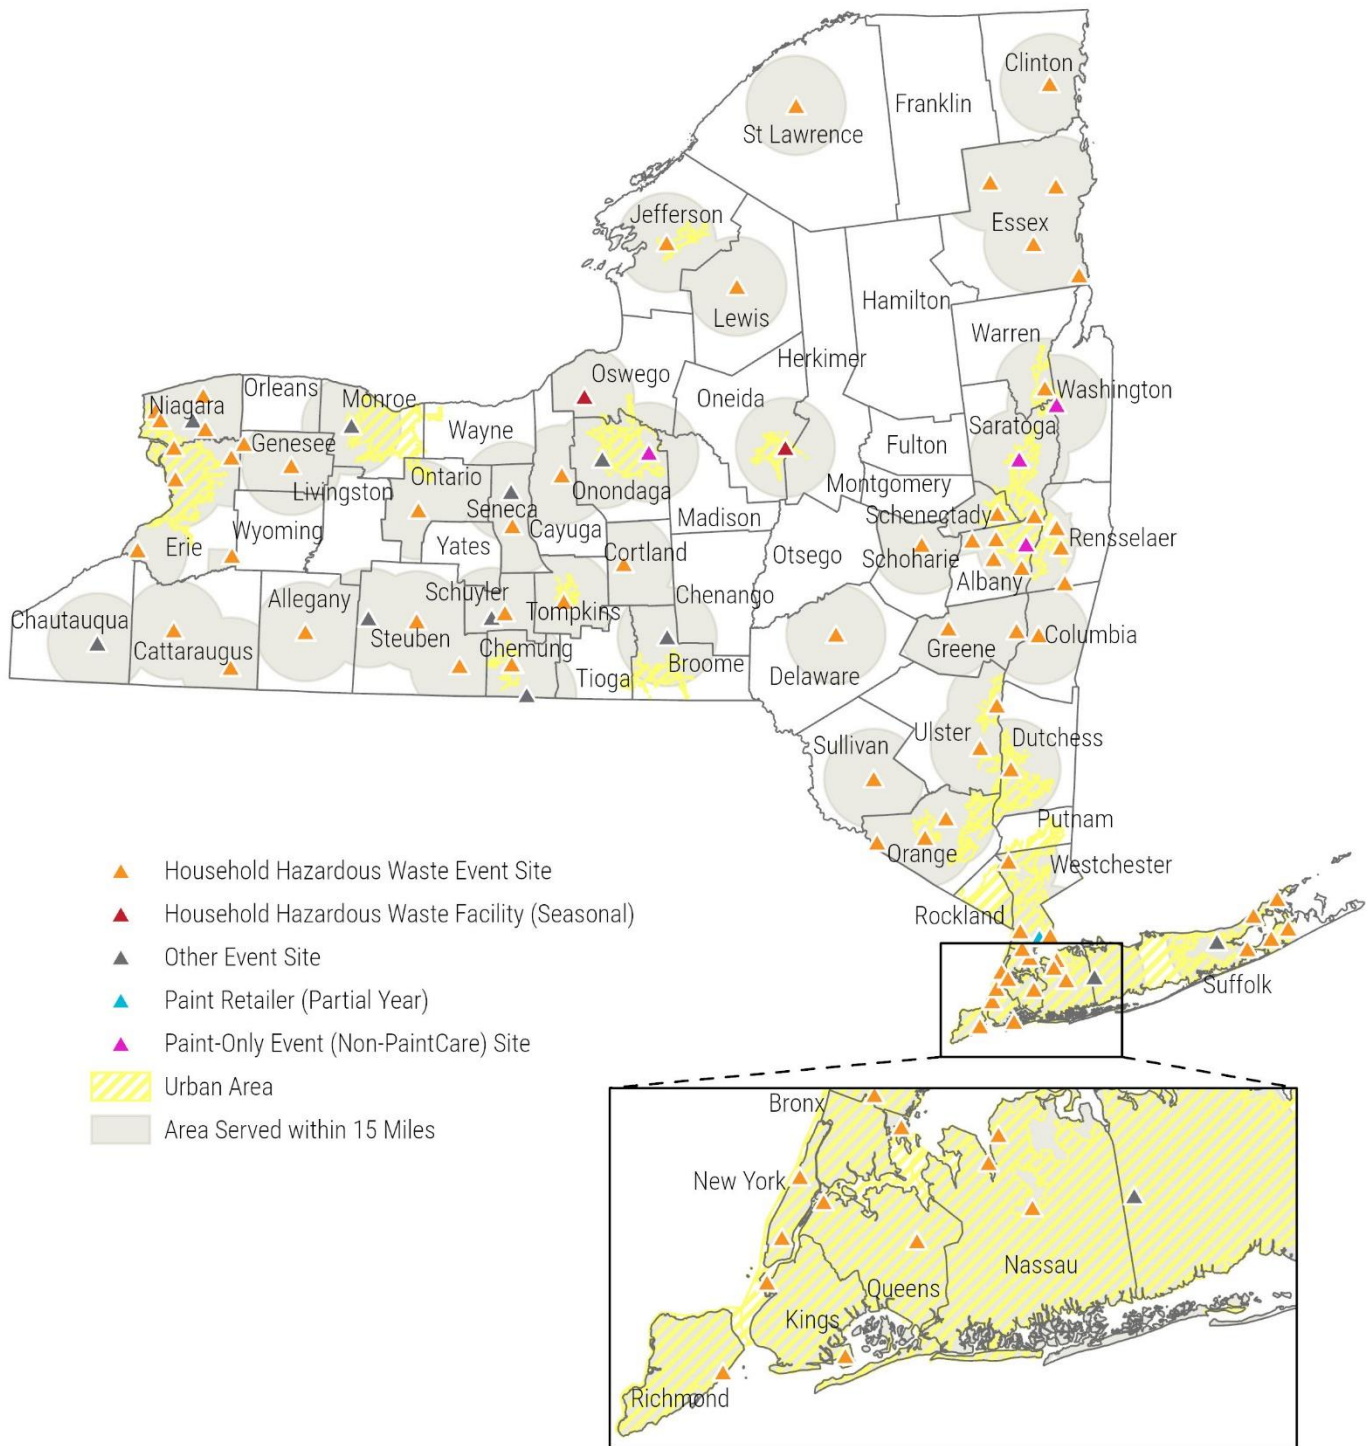 Clinton
Franklin
St Lawrence
Jefferson
Essex
Lewis
Hamilton
Warren
Herkimer
Oswego
Orleans
Niagara
Monroe
Oneida
Washington
Wayne
Saratoga
Genesee
Fulton
Ontario
Livingston
Onondaga
Montgomery
Seneca
Madison
Schenectady
Cayuga
Wyoming
Erie
Yates
Cortland
Otsego
Schoharie
Rensselaer
Albany
Chenango
Allegany
Schuyler
Tompkins
Chautauqua
Steuben
Cattaraugus
Chemung
Tioga
Broome
Delaware
Greene
Columbia
Ulster
Sullivan
Dutchess
Putnam
Orange
Westchester
Rockland
Suffolk
Household Hazardous Waste Event Site
Household Hazardous Waste Facility (Seasonal)
Other Event Site
Paint Retailer (Partial Year)
Paint-Only Event (Non-PaintCare) Site
Urban Area
Area Served within 15 Miles
Bronx
New York
Nassau
Queens
Kings
Richmond